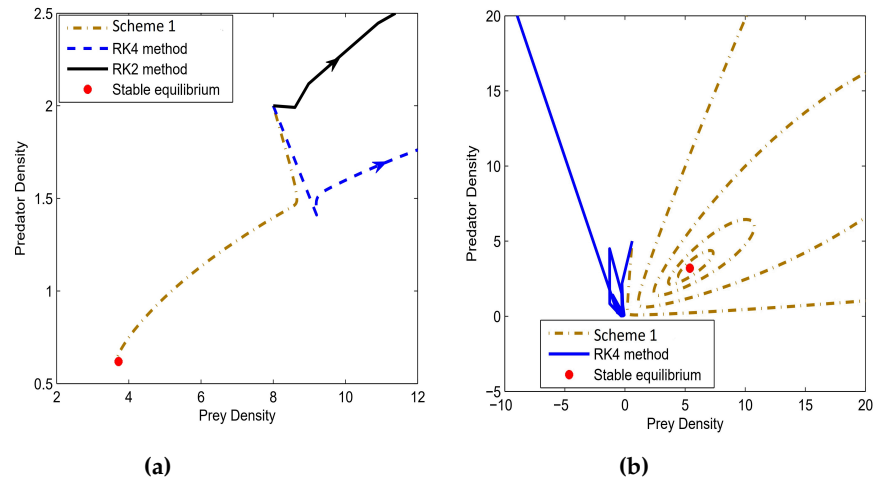 2.5
2
1.5
1
0.5
2
4
6
8
10
12
Predator Density
Prey Density
Scheme 1
RK4 method
RK2 method
Stable equilibrium
(a)
20
15
10
5
0
−5
−10
−5
0
5
10
15
20
Predator Density
Prey Density
Scheme 1
RK4 method
Stable equilibrium
(b)